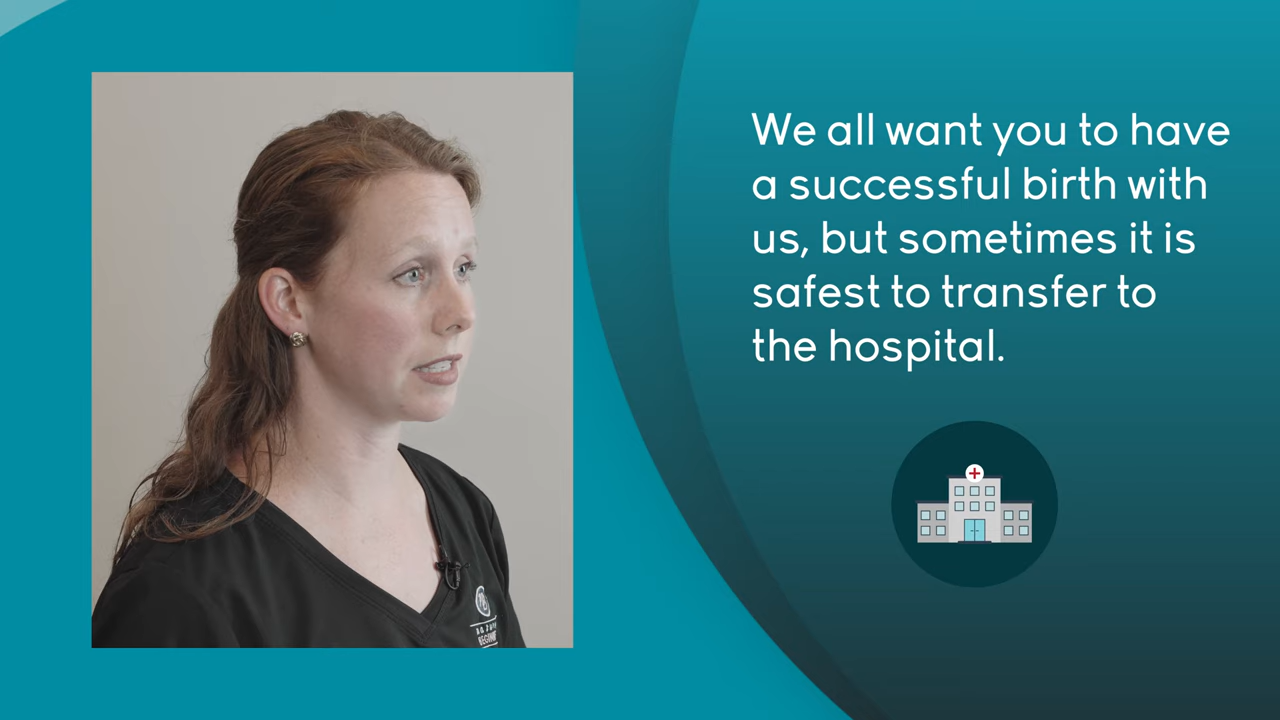 We all want you to have
a successful birth with
us, but sometimes it is
safest to transfer to
the hospital.